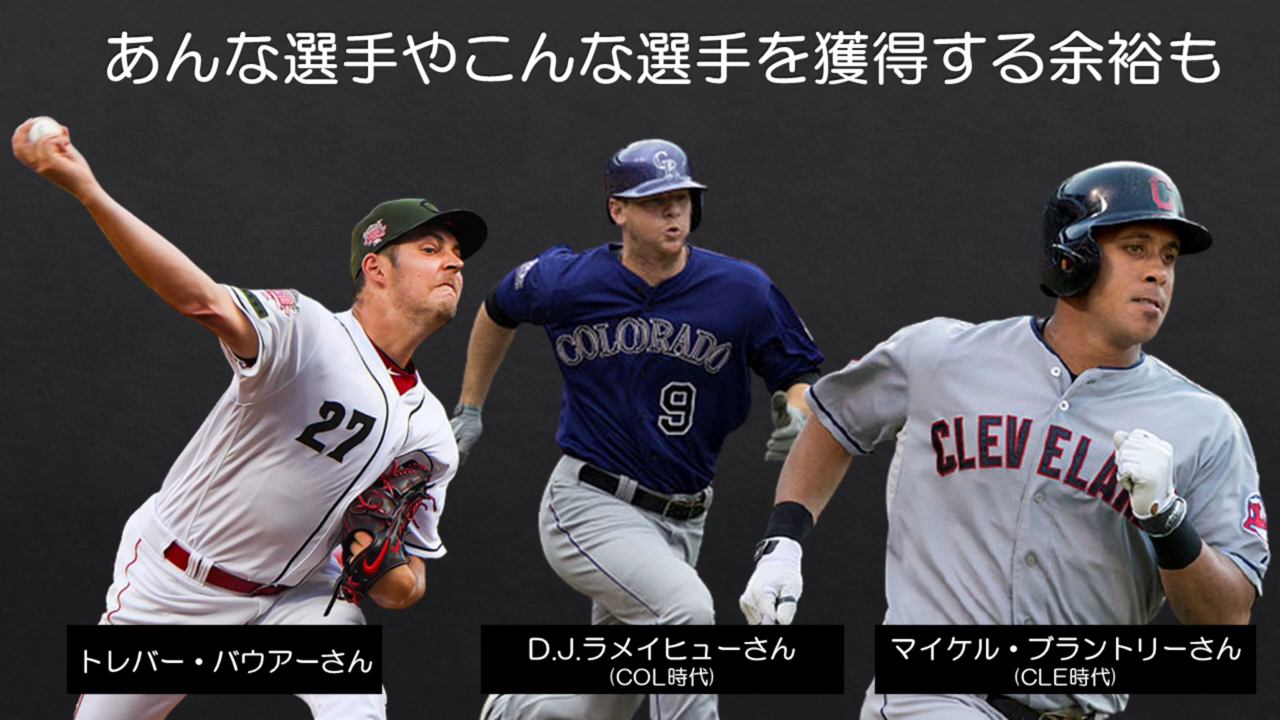 あんな選手やこんな選手を獲得する余裕も
27
COLORADO
9
CLEVELAN
トレバー・バウアーさん
D.J.ラメイヒューさん
(COL時代)
マイケル・ブラントリーさん
(CLE時代)